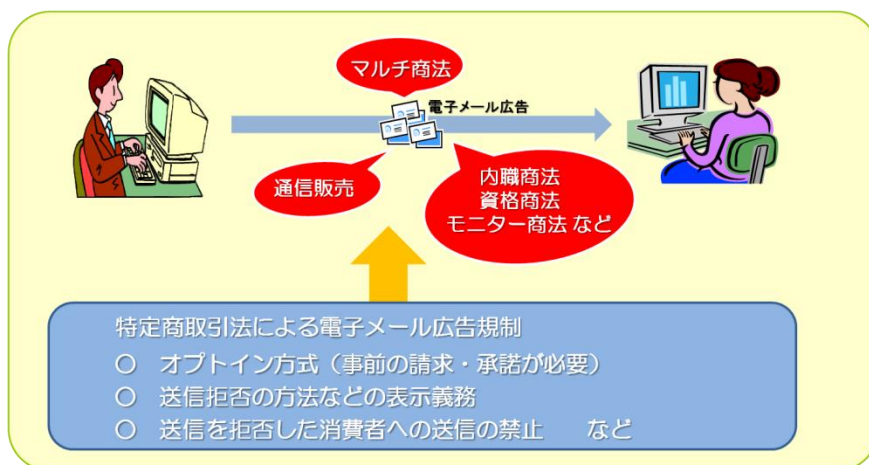 マルチ商法
電子メール広告
通信販売
内職商法
資格商法
モニター商法 など
特定商取引法による電子メール広告規制
○ オプトイン方式（事前の請求・承諾が必要）
○ 送信拒否の方法などの表示義務
○ 送信を拒否した消費者への送信の禁止 など